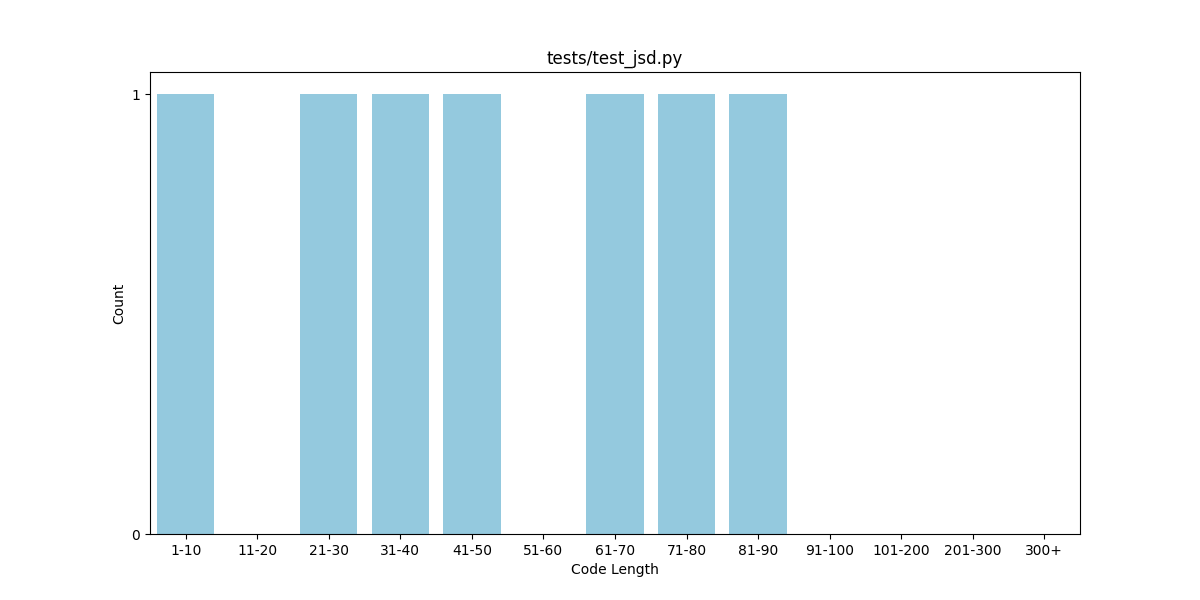 tests/test_jsd.py
1
Count
0
1-10 11-20 21-30 31-40 41-50 51-60 61-70 71-80 81-90 91-100 101-200 201-300 300+
Code Length